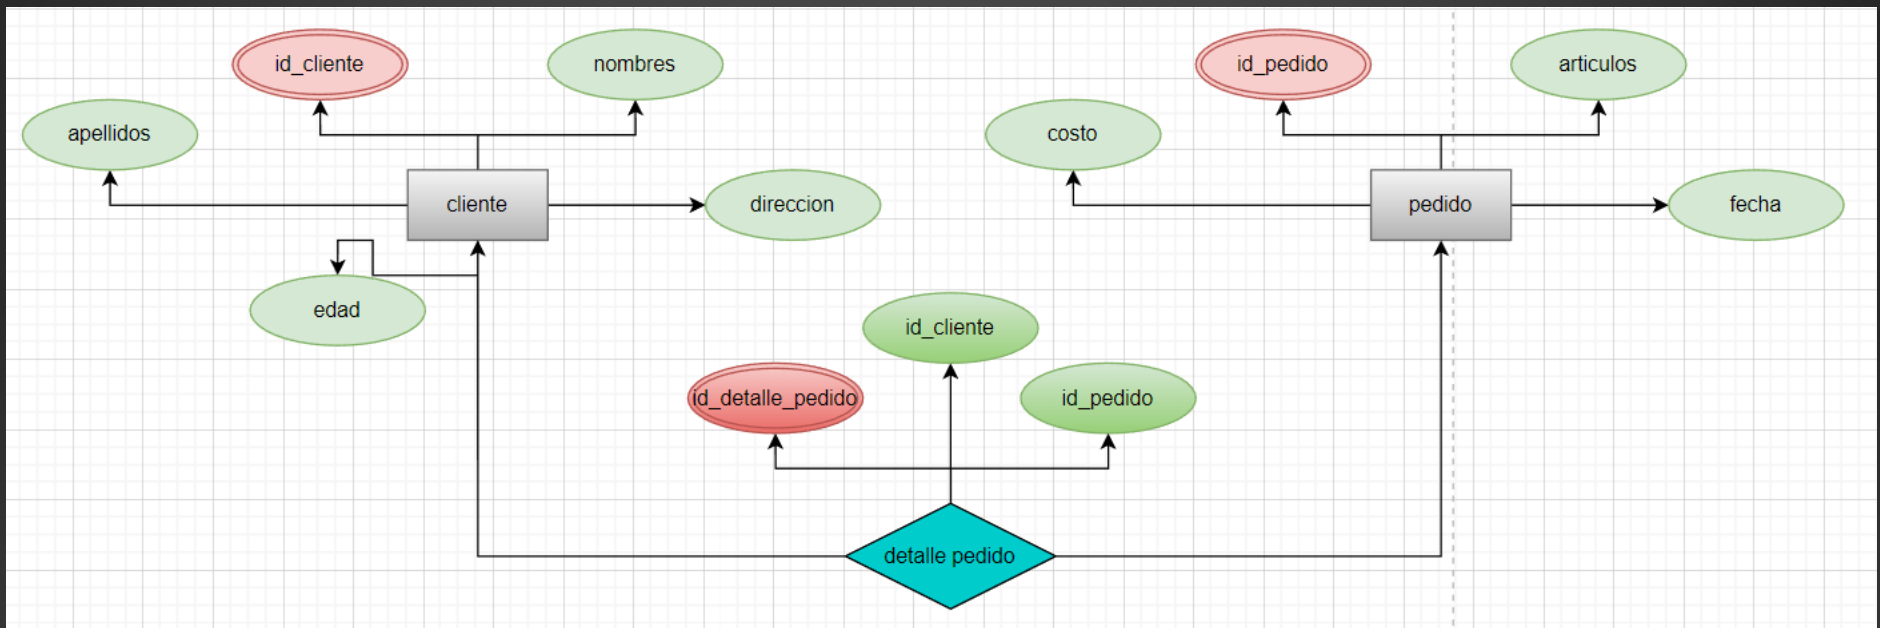 id_cliente
nombres
apellidos
cliente
direccion
edad
id_pedido
articulos
costo
pedido
fecha
id_cliente
id_detalle_pedido
id_pedido
detalle pedido